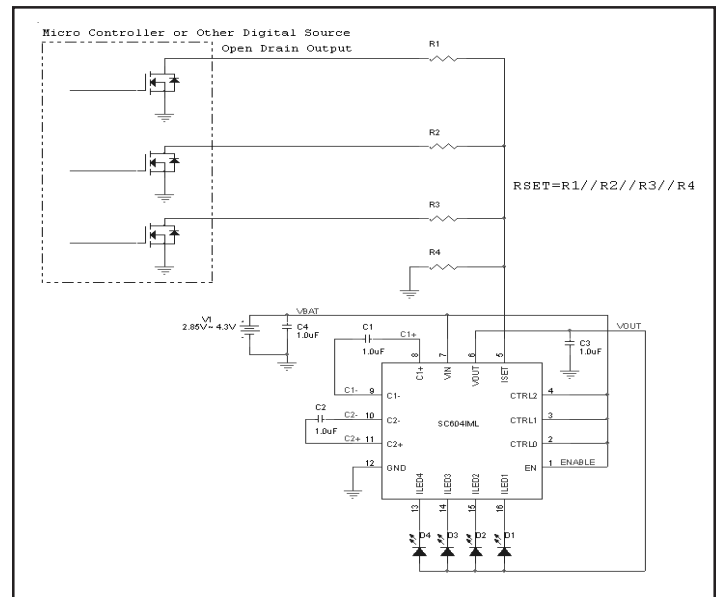 Micro Controller or Other Digital Source
Open Drain Output
R1
R2
RSET=R1//R2//R3//R4
R3
R4
V1
2.85V~ 4.3V
+
-
VBAT
C4
1.0uF
C1
1.0uF
C1+
VOUT
C3
1.0uF
8 7 6 5
C1+ VIN VOUT ISET
C1- 9 C1-
CTRL2 4
C2
1.0uF
C2- 10 C2-
SC604IML
CTRL1 3
C2+ 11 C2+
CTRL0 2
12 GND
EN 1 ENABLE
ILED4 ILED3 ILED2 ILED1
13 14 15 16
D4 D3 D2 D1